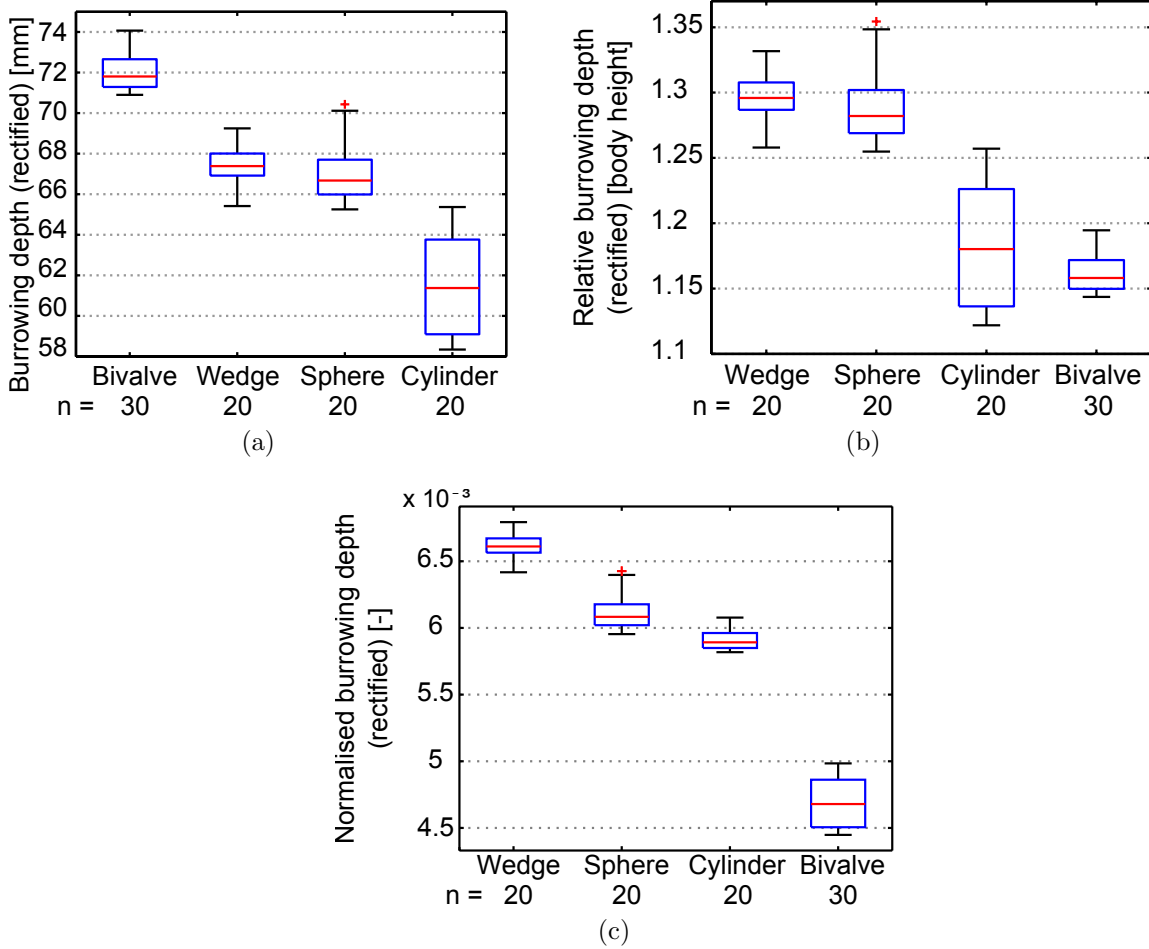 Burrowing depth (rectified) [mm]
74
72
70
68
66
64
62
60
58
Bivalve Wedge Sphere Cylinder
n = 30 20 20 20
(a)
Relative burrowing depth
(rectified) [body height]
1.35
1.3
1.25
1.2
1.15
1.1
Wedge Sphere Cylinder Bivalve
n = 20 20 20 30
(b)
Normalised burrowing depth
(rectified) [-]
x 10⁻³
6.5
6
5.5
5
4.5
Wedge Sphere Cylinder Bivalve
n = 20 20 20 30
(c)